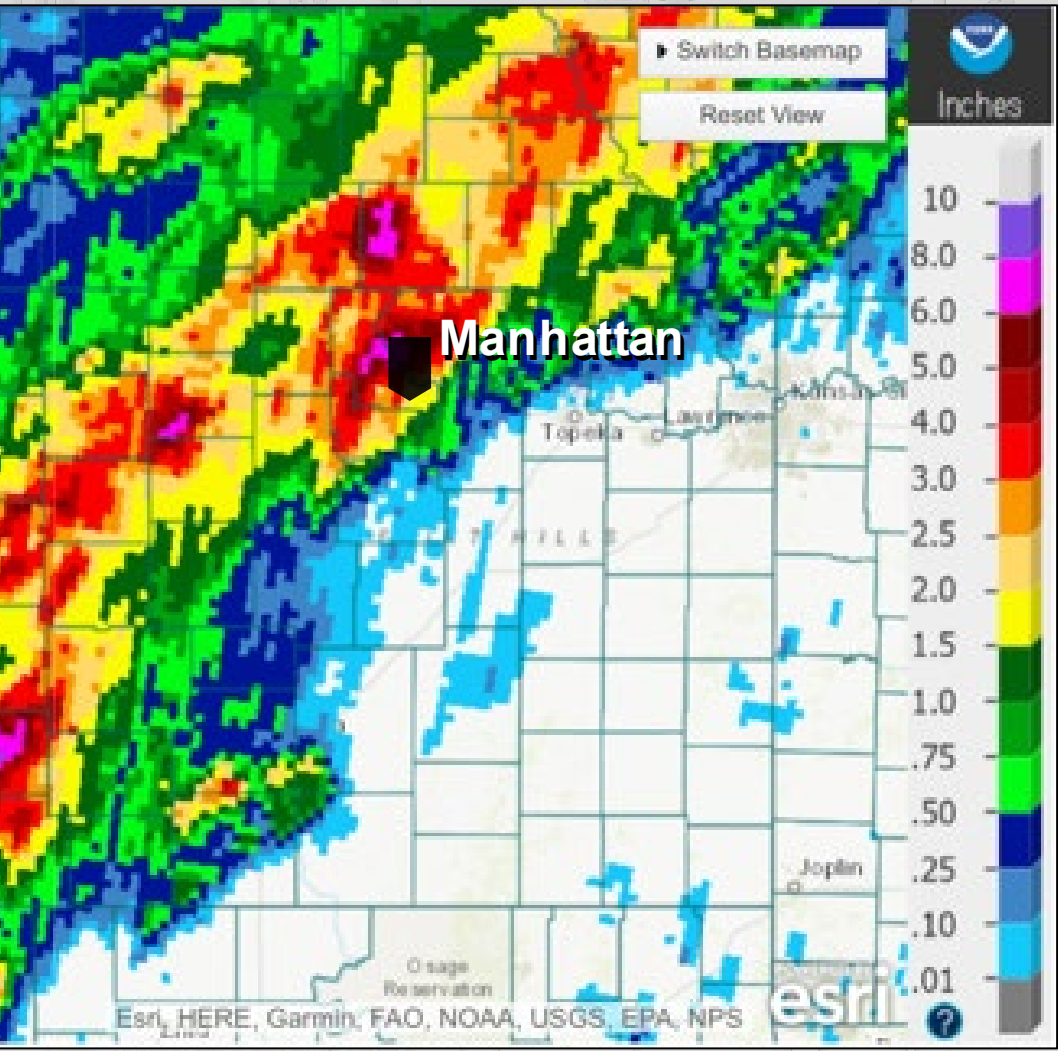 Switch Basemap
Reset View
NOAA
Inches
10
8.0
6.0
5.0
4.0
3.0
2.5
2.0
1.5
1.0
.75
.50
.25
.10
.01
?
Manhattan
Topeka
Lawrence
HILLS
Joplin
Osage
Reservation
esri
Esri, HERE, Garmin, FAO, NOAA, USGS, EPA, NPS